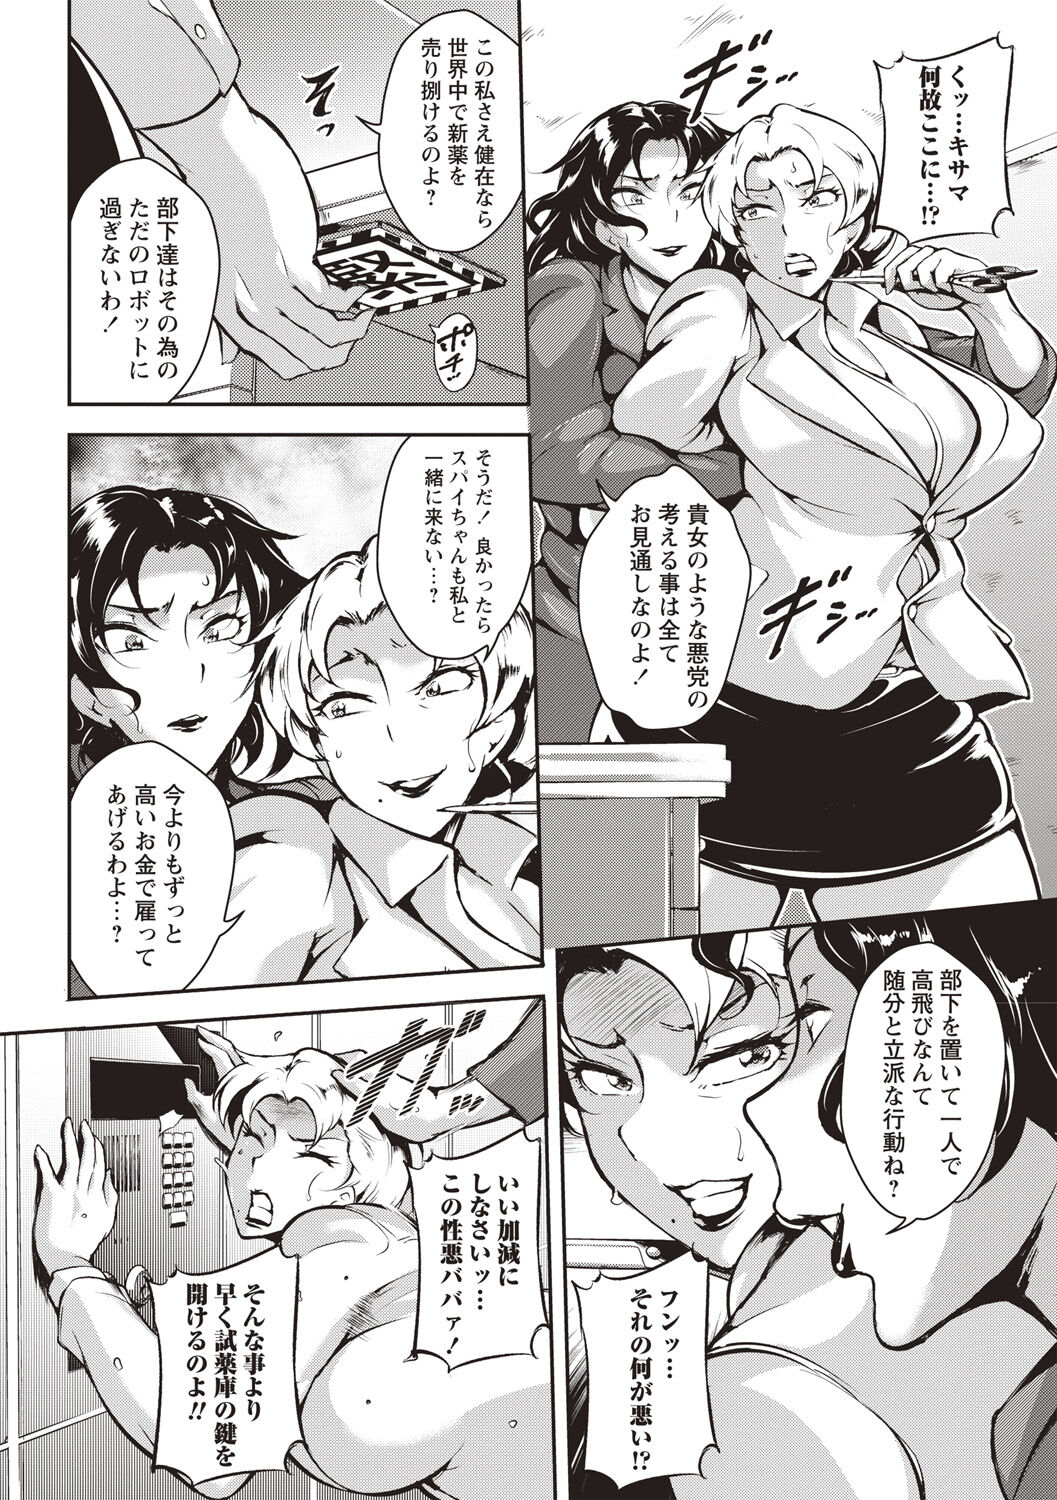 くッ…キサマ
何故ここに…!?
ギシ…
ギシ…
貴女のような悪党の
考える事は全て
お見通しなのよ！
部下を置いて一人で
高飛びなんて
随分と立派な行動ね？
フンッ…
それの何が悪い!?
この私さえ健在なら
世界中で新薬を
売り捌けるのよ？
そっ
ポチ…
部下達はその為の
ただのロボットに
過ぎないわ！
そうだ！良かったら
スパイちゃんも私と
一緒に来ない…？
今よりもずっと
高いお金で雇って
あげるわよ…？
ガッ
いい加減に
しなさいッ…
この性悪ババァ！
そんな事より
早く試薬庫の鍵を
開けるのよ!!